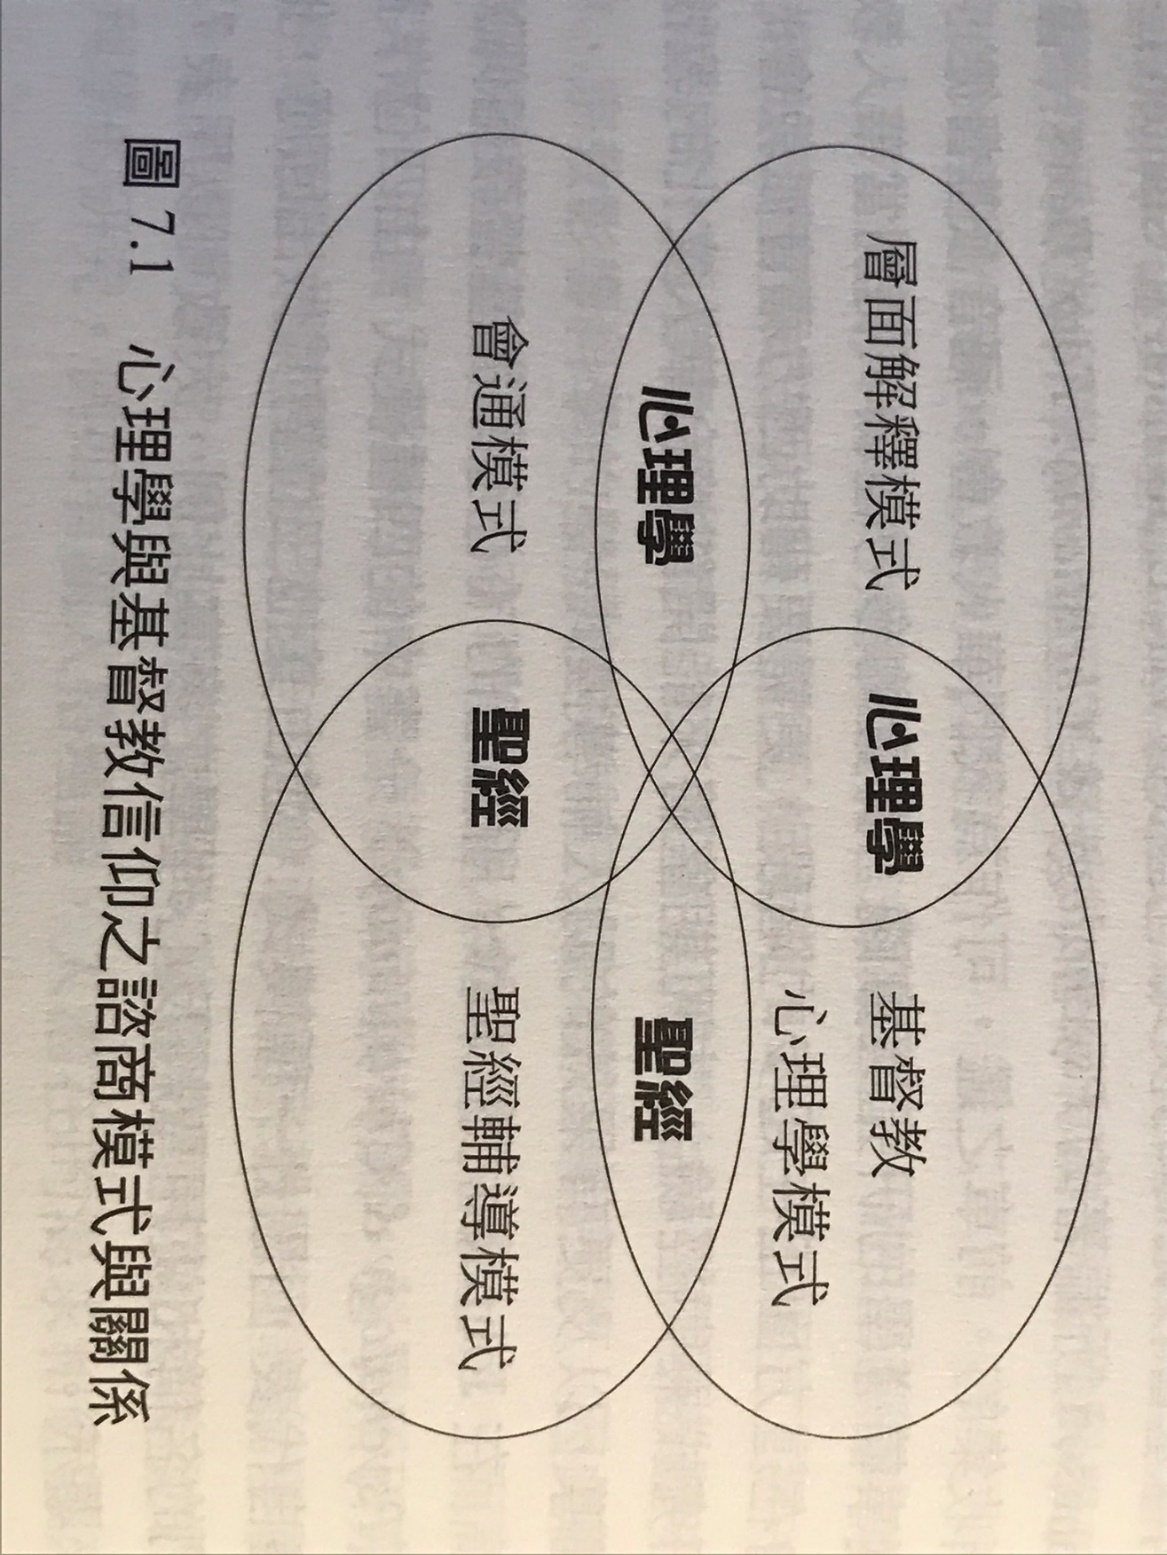 層面解釋模式
心理學
基督教
心理學模式
心理學
聖經
會通模式
聖經
聖經輔導模式
圖 7.1 心理學與基督教信仰之諮商模式與關係